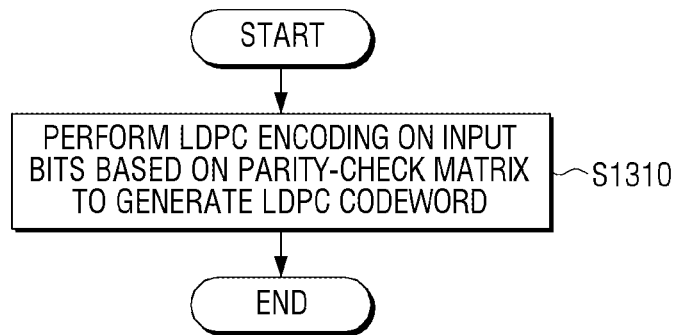 START
PERFORM LDPC ENCODING ON INPUT
BITS BASED ON PARITY-CHECK MATRIX
TO GENERATE LDPC CODEWORD
S1310
END